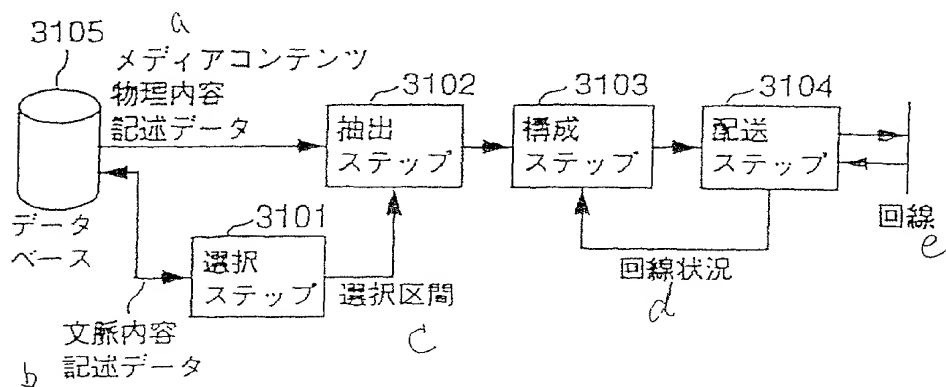 3105
a
メディアコンテンツ
物理内容
記述データ
3102
抽出
ステップ
3103
構成
ステップ
3104
配送
ステップ
データ
ベース
3101
選択
ステップ
選択区間
c
回線状況
d
回線
e
文脈内容
記述データ
b